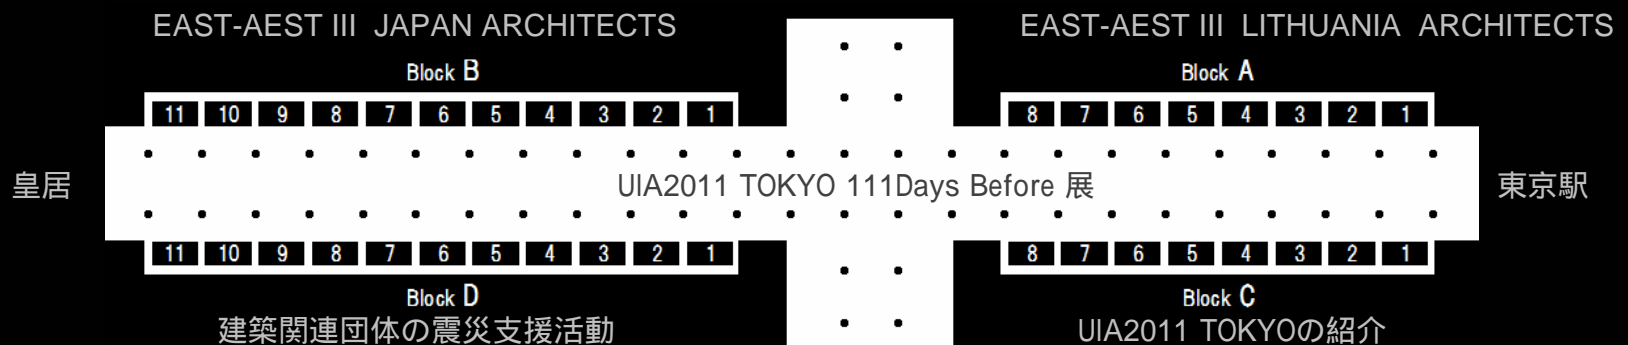 EAST-AEST III JAPAN ARCHITECTS
EAST-AEST III LITHUANIA ARCHITECTS
Block B
Block A
11 10 9 8 7 6 5 4 3 2 1
8 7 6 5 4 3 2 1
皇居
UIA2011 TOKYO 111Days Before 展
東京駅
11 10 9 8 7 6 5 4 3 2 1
8 7 6 5 4 3 2 1
Block D
Block C
建築関連団体の震災支援活動
UIA2011 TOKYOの紹介